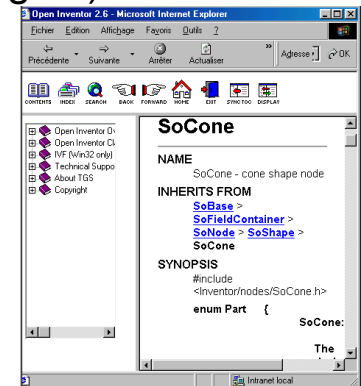 Open Inventor 2.6 - Microsoft Internet Explorer
Fichier Edition Affichage Favoris Outils ?
Précédente Suivante Arrêter Actualiser » Adresse OK
CONTENTS INDEX SEARCH BACK FORWARD HOME EXIT SYNC TOC DISPLAY
Open Inventor Ov
Open Inventor Cl
IVF (Win32 only)
Technical Suppo
About TGS
Copyright
SoCone
NAME
SoCone - cone shape node
INHERITS FROM
SoBase >
SoFieldContainer >
SoNode > SoShape >
SoCone
SYNOPSIS
#include
<Inventor/nodes/SoCone.h>
enum Part {
SoCone:
The
Intranet local